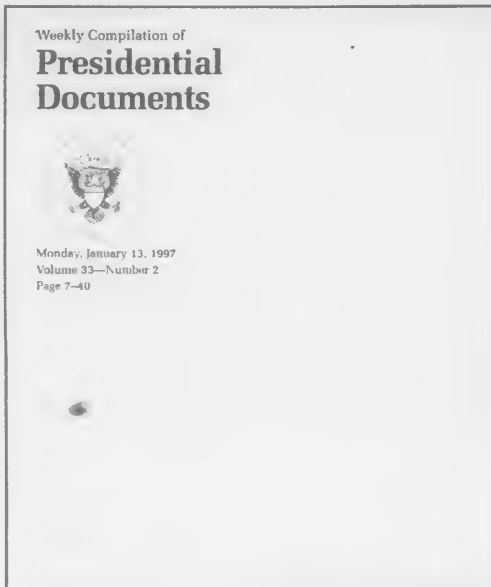 Weekly Compilation of
Presidential
Documents
Monday, January 13, 1997
Volume 33—Number 2
Page 7–40